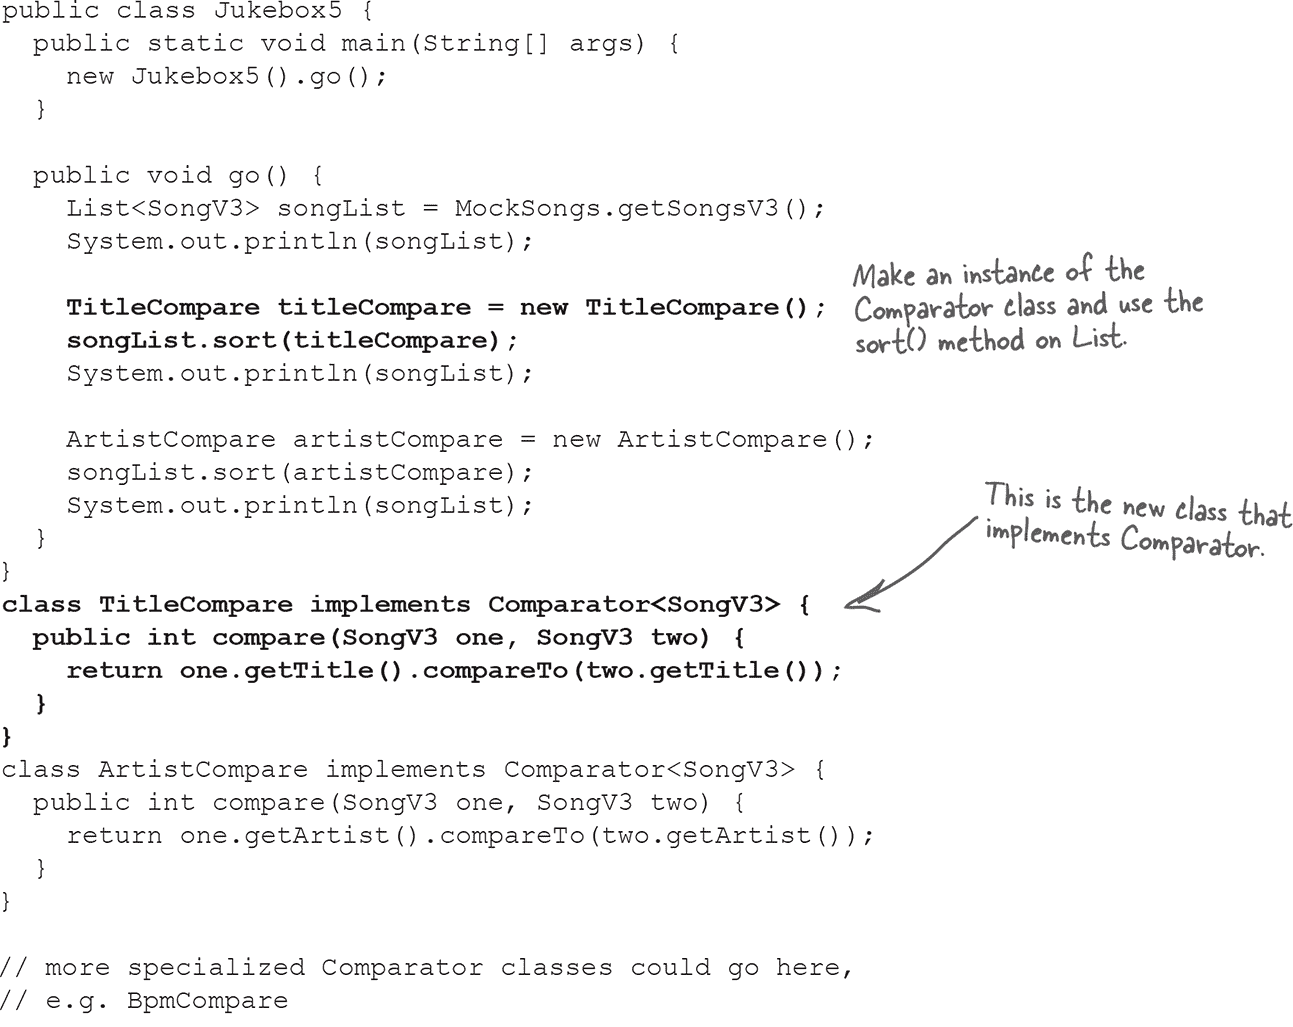 public class Jukebox5 {
  public static void main(String[] args) {
    new Jukebox5().go();
  }

  public void go() {
    List<SongV3> songList = MockSongs.getSongsV3();
    System.out.println(songList);

    TitleCompare titleCompare = new TitleCompare();
    songList.sort(titleCompare);
    System.out.println(songList);
Make an instance of the
Comparator class and use the
sort() method on List.

    ArtistCompare artistCompare = new ArtistCompare();
    songList.sort(artistCompare);
    System.out.println(songList);
  }
}
This is the new class that
implements Comparator.
class TitleCompare implements Comparator<SongV3> {
  public int compare(SongV3 one, SongV3 two) {
    return one.getTitle().compareTo(two.getTitle());
  }
}
class ArtistCompare implements Comparator<SongV3> {
  public int compare(SongV3 one, SongV3 two) {
    return one.getArtist().compareTo(two.getArtist());
  }
}

// more specialized Comparator classes could go here,
// e.g. BpmCompare